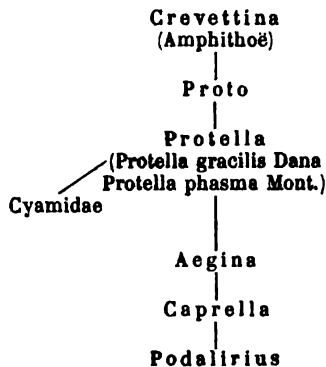 Crevettina
(Amphithoë)
Proto
Protella
(Protella gracilis Dana
Protella phasma Mont.)
Cyamidae
Aegina
Caprella
Podalirius